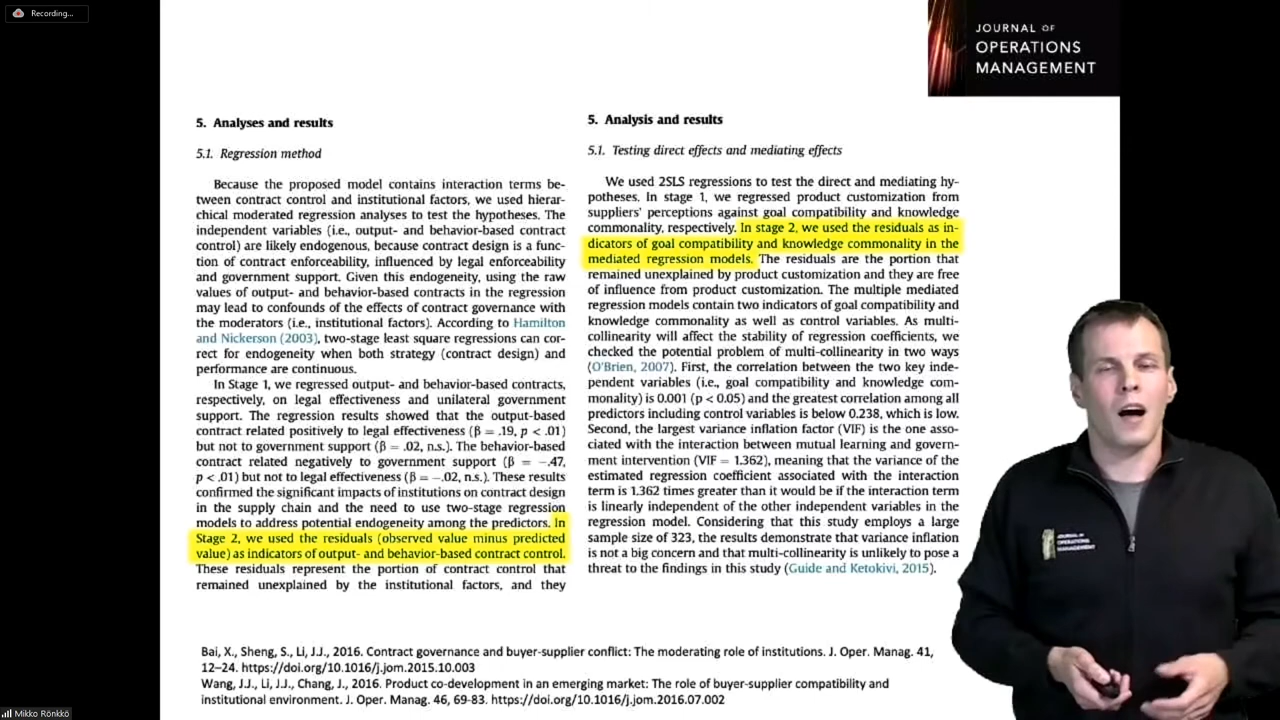 Recording...
JOURNAL OF
OPERATIONS
MANAGEMENT
5. Analyses and results
5.1. Regression method
Because the proposed model contains interaction terms be-
tween contract control and institutional factors, we used hierar-
chical moderated regression analyses to test the hypotheses. The
independent variables (i.e., output- and behavior-based contract
control) are likely endogenous, because contract design is a func-
tion of contract enforceability, influenced by legal enforceability
and government support. Given this endogeneity, using the raw
values of output- and behavior-based contracts in the regression
may lead to confounds of the effects of contract governance with
the moderators (i.e., institutional factors). According to Hamilton
and Nickerson (2003), two-stage least square regressions can cor-
rect for endogeneity when both strategy (contract design) and
performance are continuous.
In Stage 1, we regressed output- and behavior-based contracts,
respectively, on legal effectiveness and unilateral government
support. The regression results showed that the output-based
contract related positively to legal effectiveness (β = .19, p < .01)
but not to government support (β = .02, n.s.). The behavior-based
contract related negatively to government support (β = −.47,
p < .01) but not to legal effectiveness (β = −.02, n.s.). These results
confirmed the significant impacts of institutions on contract design
in the supply chain and the need to use two-stage regression
models to address potential endogeneity among the predictors. In
Stage 2, we used the residuals (observed value minus predicted
value) as indicators of output- and behavior-based contract control.
These residuals represent the portion of contract control that
remained unexplained by the institutional factors, and they
5. Analysis and results
5.1. Testing direct effects and mediating effects
We used 2SLS regressions to test the direct and mediating hy-
potheses. In stage 1, we regressed product customization from
suppliers' perceptions against goal compatibility and knowledge
commonality, respectively. In stage 2, we used the residuals as in-
dicators of goal compatibility and knowledge commonality in the
mediated regression models. The residuals are the portion that
remained unexplained by product customization and they are free
of influence from product customization. The multiple mediated
regression models contain two indicators of goal compatibility and
knowledge commonality as well as control variables. As multi-
collinearity will affect the stability of regression coefficients, we
checked the potential problem of multi-collinearity in two ways
(O'Brien, 2007). First, the correlation between the two key inde-
pendent variables (i.e., goal compatibility and knowledge com-
monality) is 0.001 (p < 0.05) and the greatest correlation among all
predictors including control variables is below 0.238, which is low.
Second, the largest variance inflation factor (VIF) is the one asso-
ciated with the interaction between mutual learning and govern-
ment intervention (VIF = 1.362), meaning that the variance of the
estimated regression coefficient associated with the interaction
term is 1.362 times greater than it would be if the interaction term
is linearly independent of the other independent variables in the
regression model. Considering that this study employs a large
sample size of 323, the results demonstrate that variance inflation
is not a big concern and that multi-collinearity is unlikely to pose a
threat to the findings in this study (Guide and Ketokivi, 2015).
JOURNAL OF
OPERATIONS
MANAGEMENT
Bai, X., Sheng, S., Li, J.J., 2016. Contract governance and buyer-supplier conflict: The moderating role of institutions. J. Oper. Manag. 41,
12–24. https://doi.org/10.1016/j.jom.2015.10.003
Wang, J.J., Li, J.J., Chang, J., 2016. Product co-development in an emerging market: The role of buyer-supplier compatibility and
institutional environment. J. Oper. Manag. 46, 69-83. https://doi.org/10.1016/j.jom.2016.07.002
Mikko Rönkkö